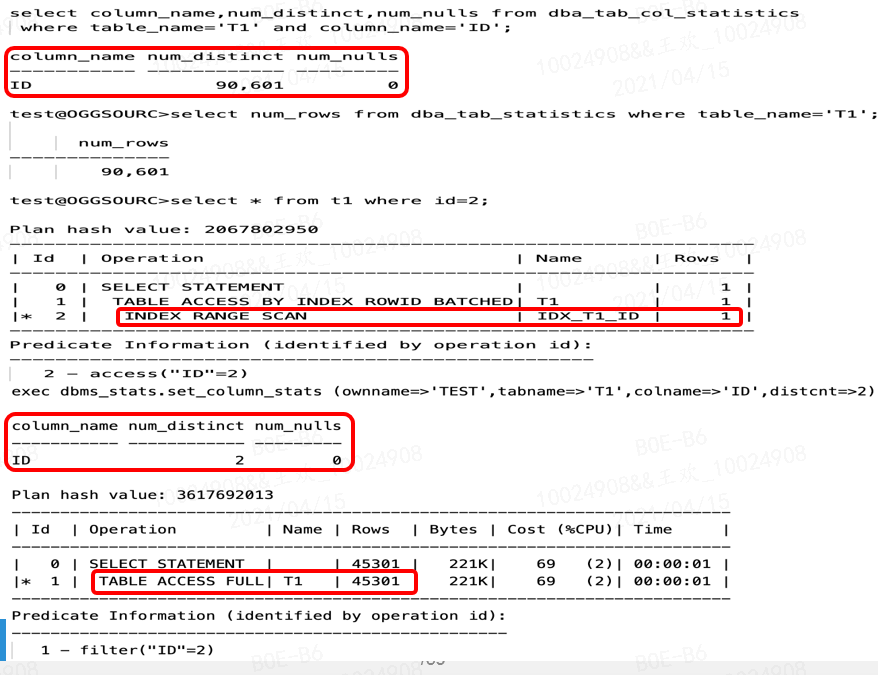 select column_name,num_distinct,num_nulls from dba_tab_col_statistics
where table_name='T1' and column_name='ID';
column_name num_distinct num_nulls
ID 90,601 0
test@OGGSOURC>select num_rows from dba_tab_statistics where table_name='T1';
num_rows
90,601
test@OGGSOURC>select * from t1 where id=2;
Plan hash value: 2067802950
| Id | Operation | Name | Rows |
| 0 | SELECT STATEMENT | | 1 |
| 1 | TABLE ACCESS BY INDEX ROWID BATCHED| T1 | 1 |
|* 2 | INDEX RANGE SCAN | IDX_T1_ID | 1 |
Predicate Information (identified by operation id):
2 – access("ID"=2)
exec dbms_stats.set_column_stats (ownname=>'TEST',tabname=>'T1',colname=>'ID',distcnt=>2)
column_name num_distinct num_nulls
ID 2 0
Plan hash value: 3617692013
| Id | Operation | Name | Rows | Bytes | Cost (%CPU)| Time |
| 0 | SELECT STATEMENT | | 45301 | 221K| 69 (2)| 00:00:01 |
|* 1 | TABLE ACCESS FULL| T1 | 45301 | 221K| 69 (2)| 00:00:01 |
Predicate Information (identified by operation id):
1 – filter("ID"=2)
BOE-B6
10024908&&王欢_10024908
2021/04/15